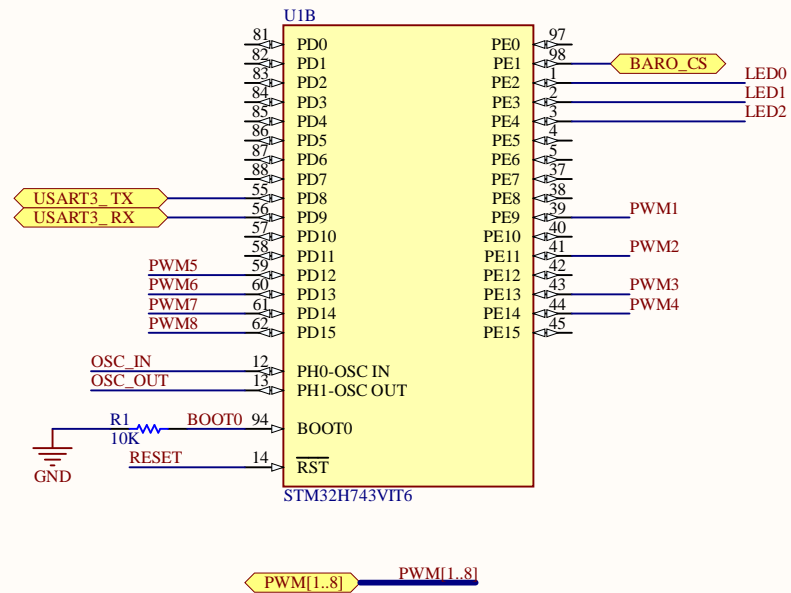 U1B
81 PD0 PE0 97
82 PD1 PE1 98 BARO_CS
83 PD2 PE2 1 LED0
84 PD3 PE3 2 LED1
85 PD4 PE4 3 LED2
86 PD5 PE5 4
87 PD6 PE6 5
88 PD7 PE7 37
USART3_TX 55 PD8 PE8 38
USART3_RX 56 PD9 PE9 39 PWM1
57 PD10 PE10 40
58 PD11 PE11 41 PWM2
PWM5 59 PD12 PE12 42
PWM6 60 PD13 PE13 43 PWM3
PWM7 61 PD14 PE14 44 PWM4
PWM8 62 PD15 PE15 45
OSC_IN 12 PH0-OSC IN
OSC_OUT 13 PH1-OSC OUT
R1 BOOT0 94 BOOT0
10K
GND
RESET 14 RST
STM32H743VIT6
PWM[1..8] PWM[1..8]